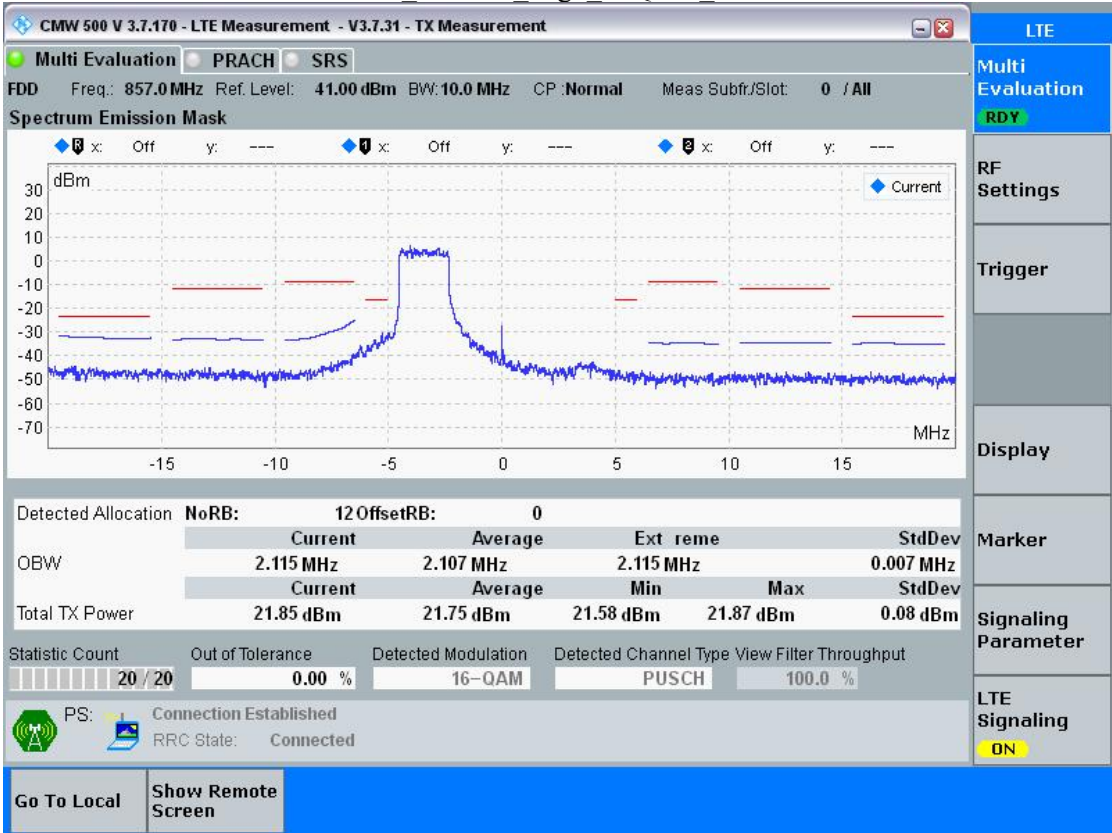 CMW 500 V 3.7.170 - LTE Measurement - V3.7.31 - TX Measurement
LTE
Multi Evaluation PRACH SRS
Multi
Evaluation
RDY
FDD Freq.: 857.0 MHz Ref. Level: 41.00 dBm BW: 10.0 MHz CP : Normal Meas Subfr./Slot: 0 / All
Spectrum Emission Mask
R x: Off y: --- 1 x: Off y: --- 2 x: Off y: ---
dBm
Current
30
20
10
0
-10
-20
-30
-40
-50
-60
-70
MHz
-15 -10 -5 0 5 10 15
RF
Settings
Trigger
Display
Marker
Signaling
Parameter
LTE
Signaling
ON
Detected Allocation NoRB: 12 OffsetRB: 0
Current Average Ext reme StdDev
OBW 2.115 MHz 2.107 MHz 2.115 MHz 0.007 MHz
Current Average Min Max StdDev
Total TX Power 21.85 dBm 21.75 dBm 21.58 dBm 21.87 dBm 0.08 dBm
Statistic Count Out of Tolerance Detected Modulation Detected Channel Type View Filter Throughput
20 / 20 0.00 % 16-QAM PUSCH 100.0 %
PS: Connection Established
RRC State: Connected
Go To Local
Show Remote
Screen